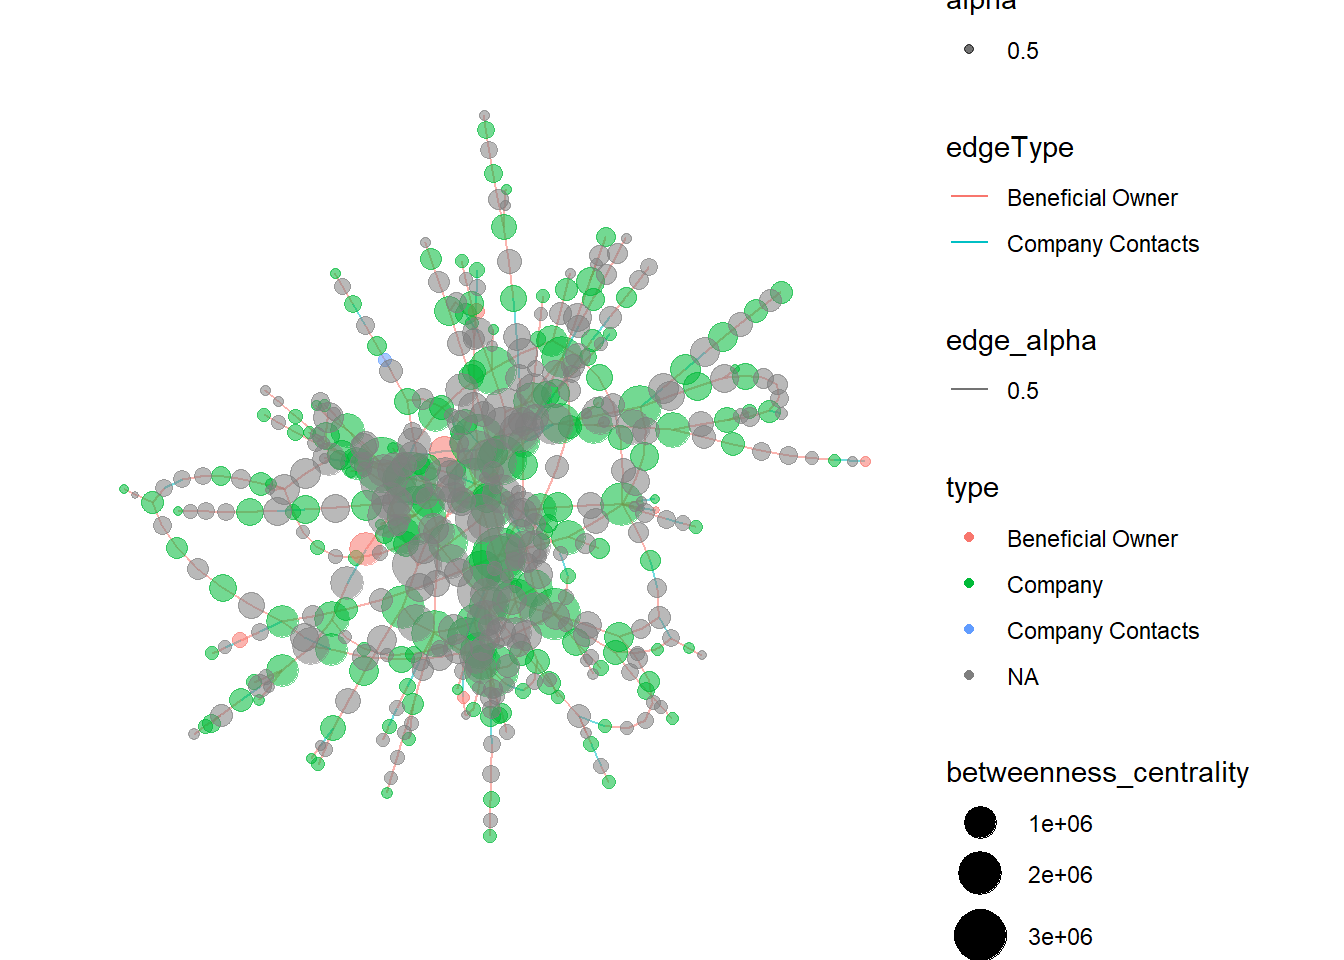 alpha
0.5
edgeType
Beneficial Owner
Company Contacts
edge_alpha
0.5
type
Beneficial Owner
Company
Company Contacts
NA
betweenness_centrality
1e+06
2e+06
3e+06